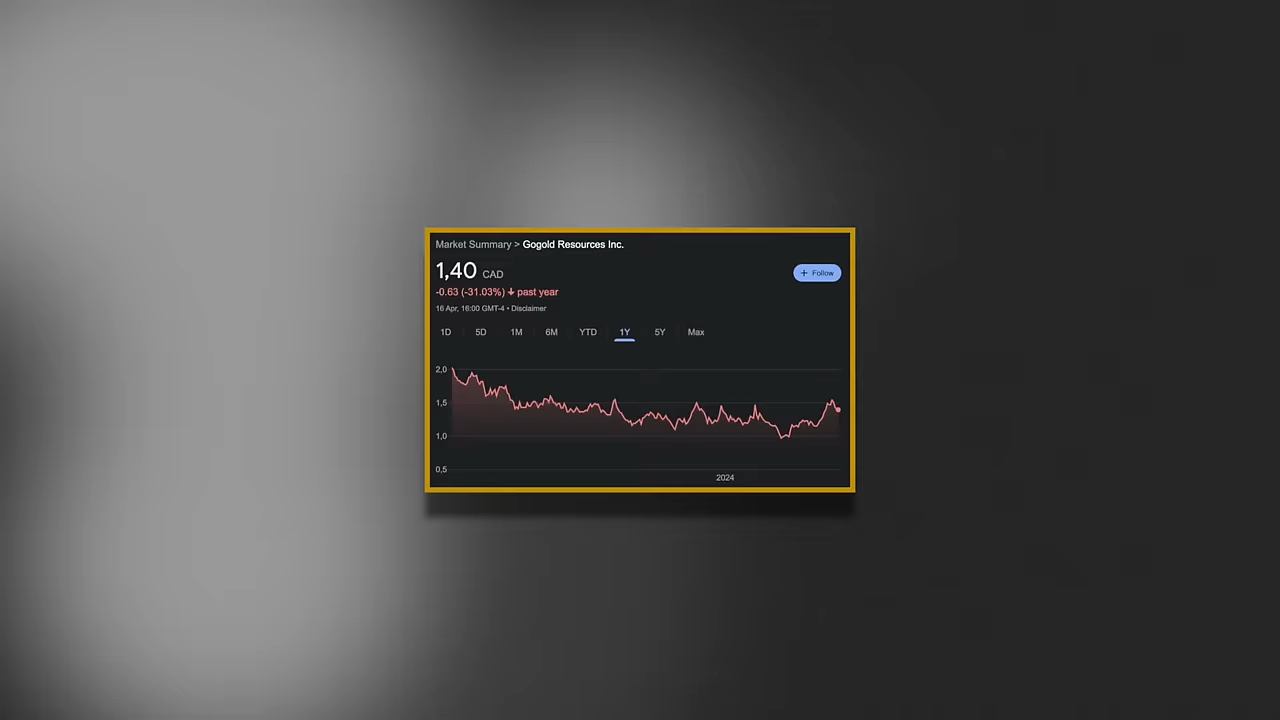 Market Summary > Gogold Resources Inc.
1,40 CAD
+ Follow
-0.63 (-31.03%) ↓ past year
16 Apr, 16:00 GMT-4 • Disclaimer
1D 5D 1M 6M YTD 1Y 5Y Max
2,0
1,5
1,0
0,5
2024